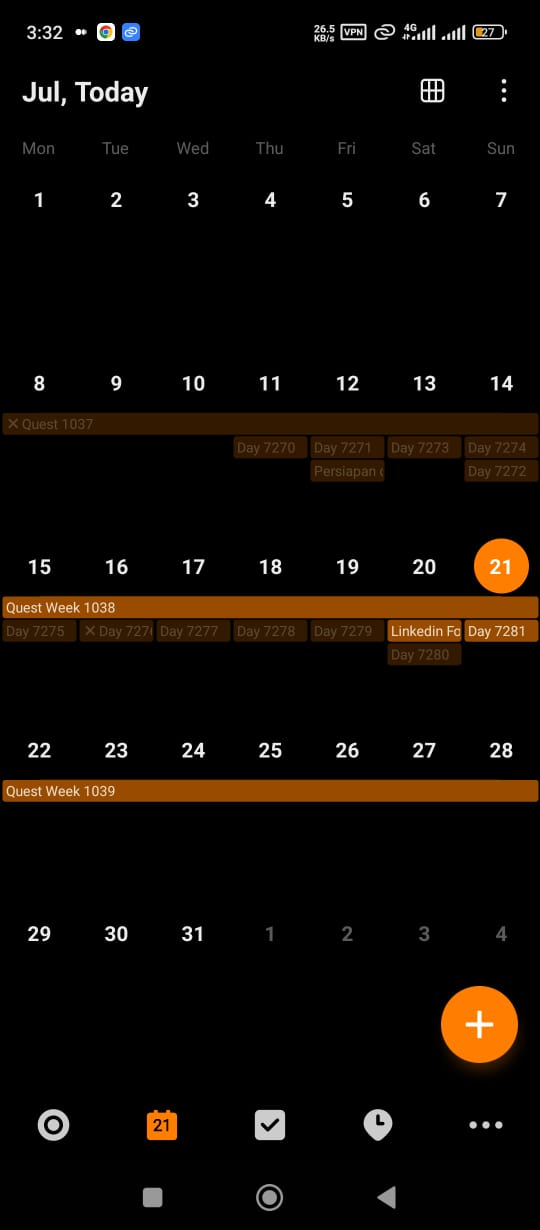 3:32 26.5 KB/s VPN 4G 27
Jul, Today
Mon Tue Wed Thu Fri Sat Sun
1 2 3 4 5 6 7
8 9 10 11 12 13 14
Quest 1037
Day 7270 Day 7271 Day 7273 Day 7274
Persiapan Day 7272
15 16 17 18 19 20 21
Quest Week 1038
Day 7275 Day 727 Day 7277 Day 7278 Day 7279 Linkedin Fo Day 7281
Day 7280
22 23 24 25 26 27 28
Quest Week 1039
29 30 31 1 2 3 4
21